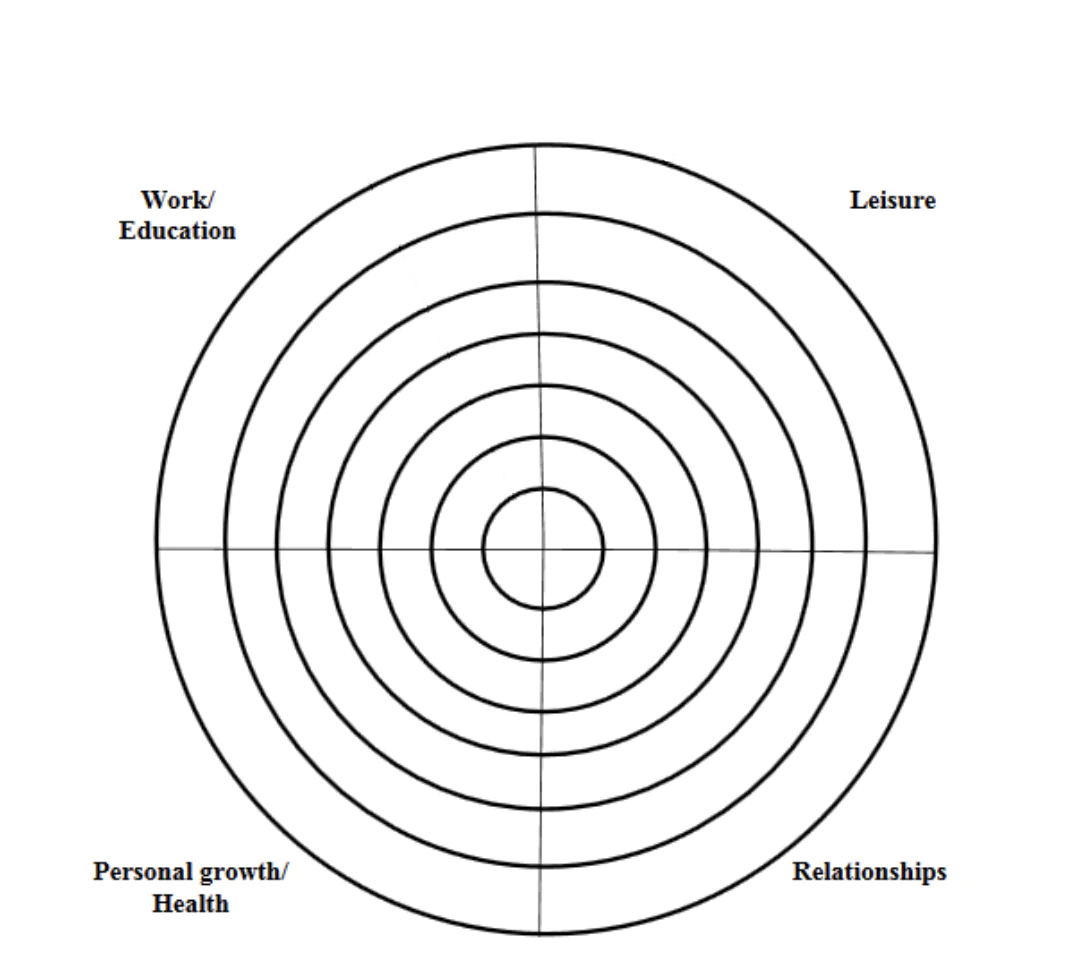 Work/
Education
Leisure
Personal growth/
Health
Relationships